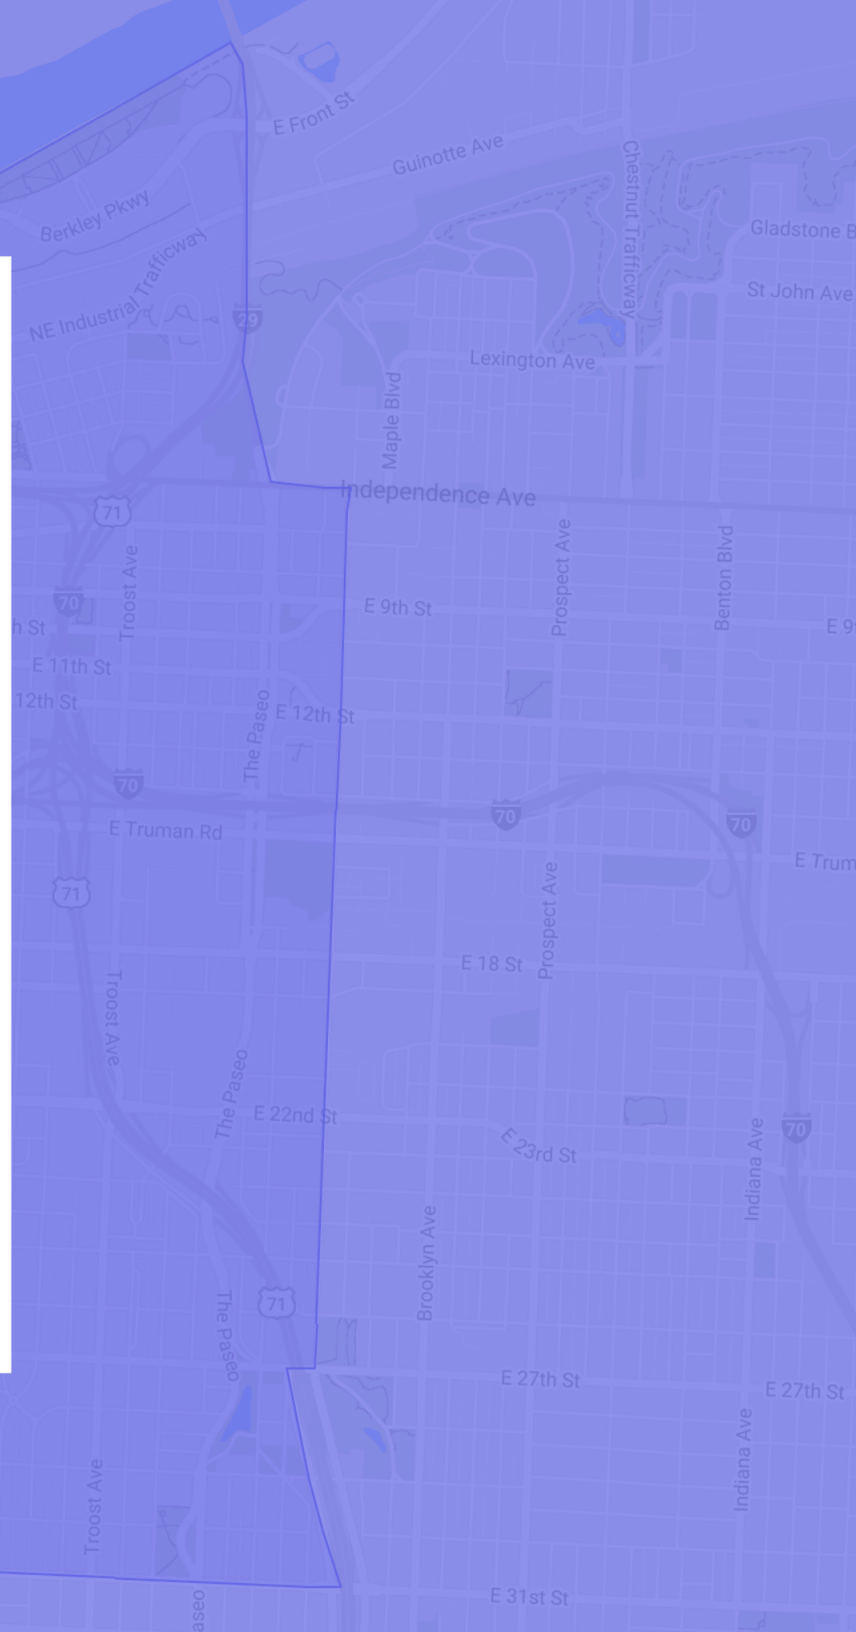 E Front St
Guinotte Ave
Chestnut Trafficway
Berkley Pkwy
Gladstone B
NE Industrial Trafficway
St John Ave
29
Lexington Ave
Maple Blvd
Independence Ave
71
Troost Ave
Prospect Ave
Benton Blvd
70
E 9th St
h St
E 9
E 11th St
12th St
The Paseo
E 12th St
70
70
70
E Truman Rd
E Trum
71
Prospect Ave
E 18 St
Troost Ave
The Paseo
E 22nd St
70
E 23rd St
Indiana Ave
Brooklyn Ave
71
The Paseo
E 27th St
E 27th St
Indiana Ave
Troost Ave
E 31st St
aseo